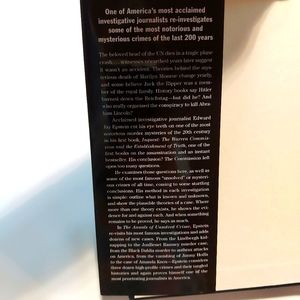 One of America's most acclaimed
investigative journalists re-investigates
some of the most notorious and
mysterious crimes of the last 200 years
The beloved head of the UN dies in a tragic plane
crash. . . . witnesses unearthed years later suggest
it wasn't an accident. Theories behind the mys-
terious death of Marilyn Monroe change yearly,
and some believe Jack the Ripper was a mem-
ber of the royal family. History books say Hitler
burned down the Reichstag—but did he? And
who really organized the conspiracy to kill Abra-
ham Lincoln?
Acclaimed investigative journalist Edward
Jay Epstein cut his eye teeth on one of the most
notorious murder mysteries of the 20th century
in his first book, Inquest: The Warren Commis-
sion and the Establishment of Truth, one of the
first books on the assassination and an instant
bestseller. His conclusion? The Commission left
open too many questions.
He examines those questions here, as well as
some of the most famous "unsolved" or myster-
ious crimes of all time, coming to some startling
conclusions. His method in each investigation
is simple: outline what is known and unknown,
and show the plausible theories of a case. Where
more than one theory exists, he shows the evi-
dence for and against each. And when something
remains to be proved, he says as much.
In The Annals of Unsolved Crime, Epstein
re-visits his most famous investigations and adds
dozens of new cases. From the Lindbergh kid-
napping to the JonBenet Ramsey murder case,
from the Black Dahlia murder to anthrax attacks
on America, from the vanishing of Jimmy Hoffa
to the case of Amanda Knox—Epstein considers
three dozen high-profile crimes and their tangled
histories and again proves himself one of the
most penetrating journalists in America.